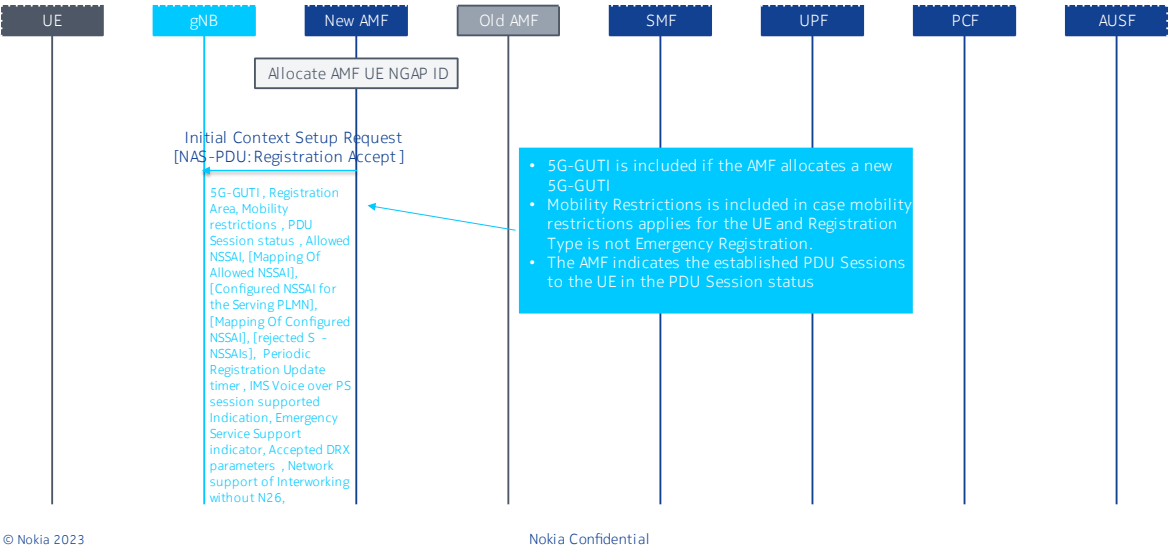 UE
gNB
New AMF
Old AMF
SMF
UPF
PCF
AUSF
Allocate AMF UE NGAP ID
Initial Context Setup Request
[NAS-PDU: Registration Accept ]
5G-GUTI , Registration
Area, Mobility
restrictions , PDU
Session status , Allowed
NSSAI, [Mapping Of
Allowed NSSAI],
[Configured NSSAI for
the Serving PLMN],
[Mapping Of Configured
NSSAI], [rejected S -
NSSAIs], Periodic
Registration Update
timer , IMS Voice over PS
session supported
Indication, Emergency
Service Support
indicator, Accepted DRX
parameters , Network
support of Interworking
without N26,
• 5G-GUTI is included if the AMF allocates a new
5G-GUTI
• Mobility Restrictions is included in case mobility
restrictions applies for the UE and Registration
Type is not Emergency Registration.
• The AMF indicates the established PDU Sessions
to the UE in the PDU Session status
© Nokia 2023
Nokia Confidential